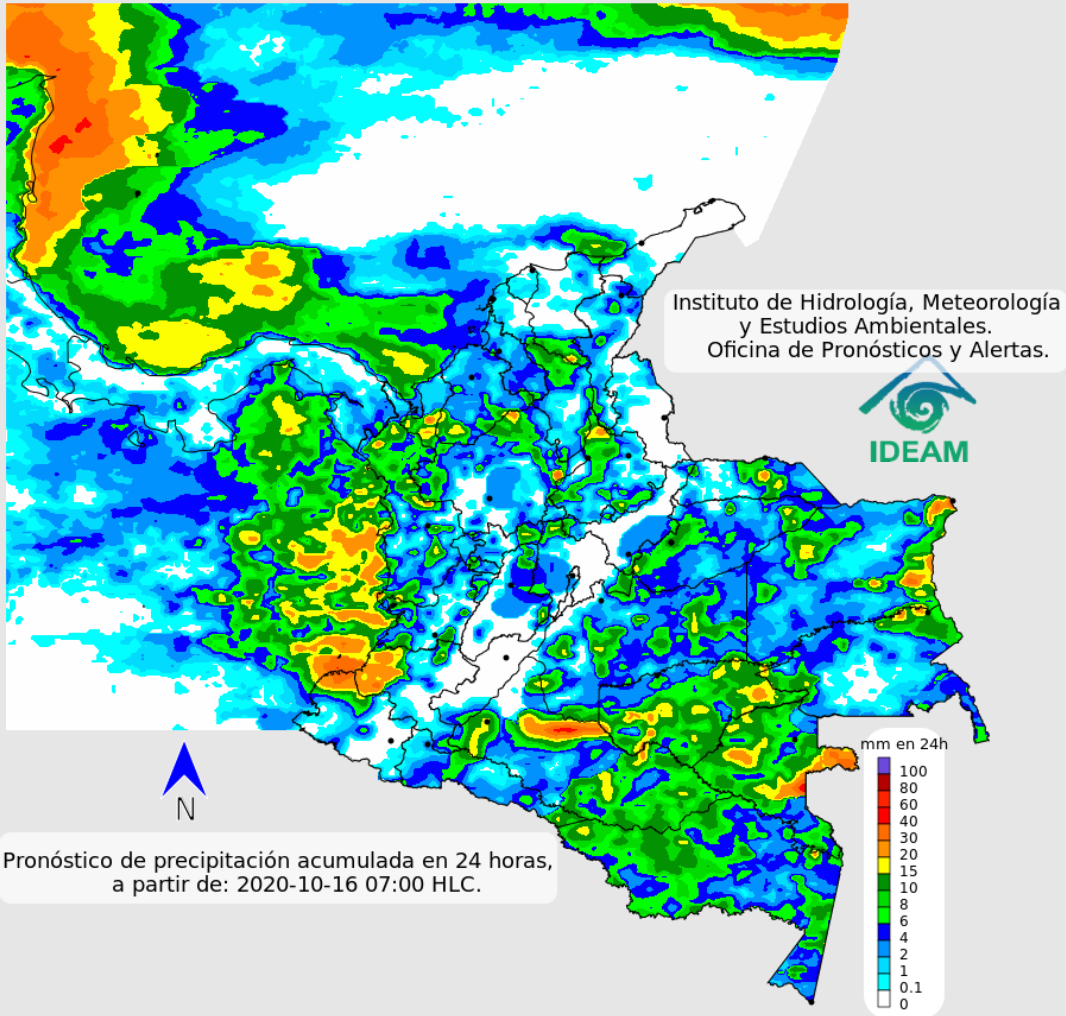 Instituto de Hidrología, Meteorología
y Estudios Ambientales.
Oficina de Pronósticos y Alertas.
IDEAM
mm en 24h
100
80
60
40
30
20
15
10
8
6
4
2
1
0.1
0
N
Pronóstico de precipitación acumulada en 24 horas,
a partir de: 2020-10-16 07:00 HLC.